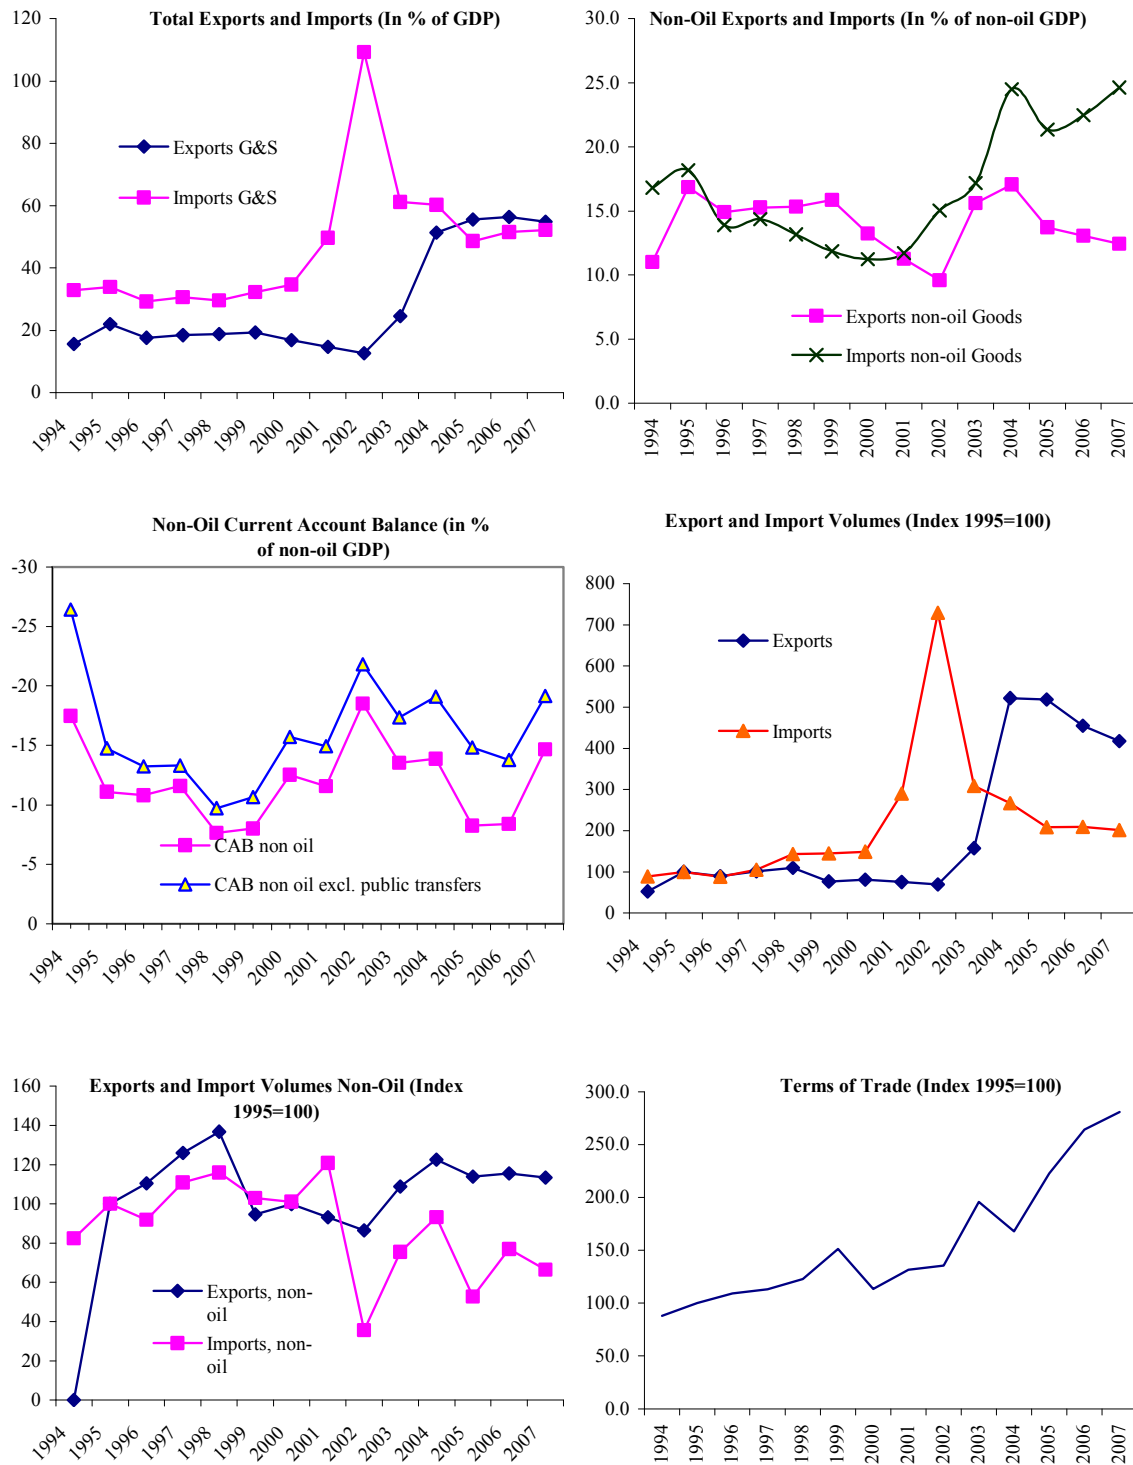 Total Exports and Imports (In % of GDP)
120
100
80
60
40
20
0
Exports G&S
Imports G&S
1994 1995 1996 1997 1998 1999 2000 2001 2002 2003 2004 2005 2006 2007
Non-Oil Exports and Imports (In % of non-oil GDP)
30.0
25.0
20.0
15.0
10.0
5.0
0.0
Exports non-oil Goods
Imports non-oil Goods
1994 1995 1996 1997 1998 1999 2000 2001 2002 2003 2004 2005 2006 2007
Non-Oil Current Account Balance (in %
of non-oil GDP)
-30
-25
-20
-15
-10
-5
0
CAB non oil
CAB non oil excl. public transfers
1994 1995 1996 1997 1998 1999 2000 2001 2002 2003 2004 2005 2006 2007
Export and Import Volumes (Index 1995=100)
800
700
600
500
400
300
200
100
0
Exports
Imports
1994 1995 1996 1997 1998 1999 2000 2001 2002 2003 2004 2005 2006 2007
Exports and Import Volumes Non-Oil (Index
1995=100)
160
140
120
100
80
60
40
20
0
Exports, non-
oil
Imports, non-
oil
1994 1995 1996 1997 1998 1999 2000 2001 2002 2003 2004 2005 2006 2007
Terms of Trade (Index 1995=100)
300.0
250.0
200.0
150.0
100.0
50.0
0.0
1994 1995 1996 1997 1998 1999 2000 2001 2002 2003 2004 2005 2006 2007